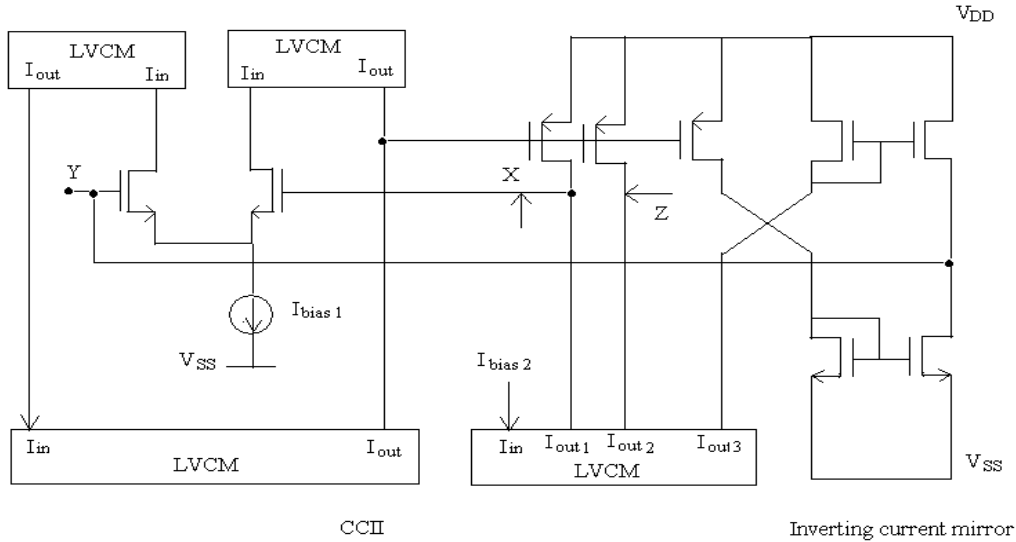 VDD
LVCM
Iout Iin
LVCM
Iin Iout
Y
X
Z
Ibias 1
VSS
Ibias 2
Iin Iout
LVCM
Iin Iout1 Iout2 Iout3
LVCM
VSS
CCII
Inverting current mirror